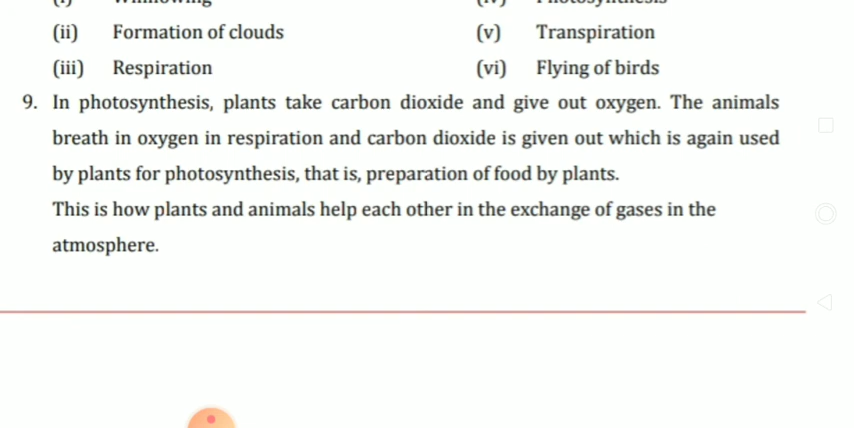 (ii) Formation of clouds (v) Transpiration
(iii) Respiration (vi) Flying of birds
9. In photosynthesis, plants take carbon dioxide and give out oxygen. The animals
breath in oxygen in respiration and carbon dioxide is given out which is again used
by plants for photosynthesis, that is, preparation of food by plants.
This is how plants and animals help each other in the exchange of gases in the
atmosphere.